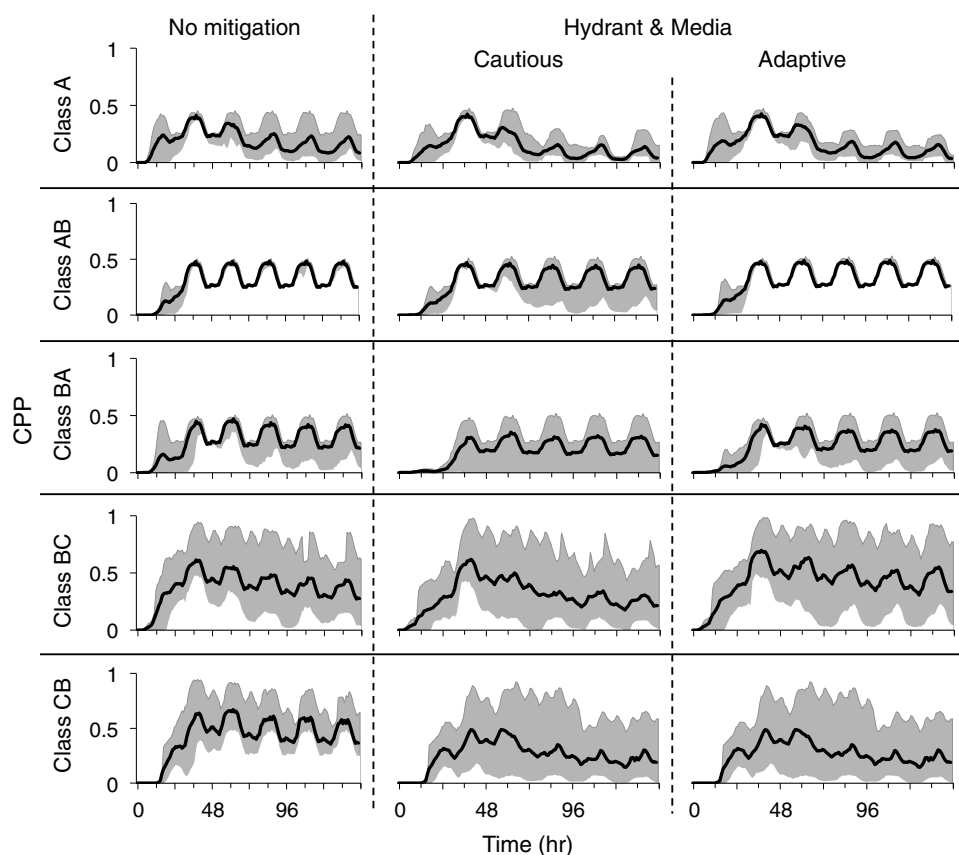 No mitigation
Hydrant & Media
Cautious
Adaptive
CPP
Class A
1
0.5
0
Class AB
1
0.5
0
Class BA
1
0.5
0
Class BC
1
0.5
0
Class CB
1
0.5
0
0 48 96
0 48 96
0 48 96
Time (hr)